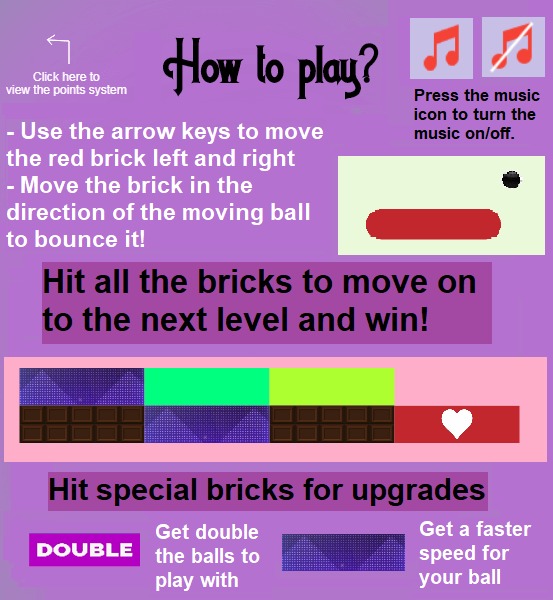 Click here to
view the points system
How to play?
Press the music
icon to turn the
music on/off.
- Use the arrow keys to move
the red brick left and right
- Move the brick in the
direction of the moving ball
to bounce it!
Hit all the bricks to move on
to the next level and win!
Hit special bricks for upgrades
DOUBLE
Get double
the balls to
play with
Get a faster
speed for
your ball